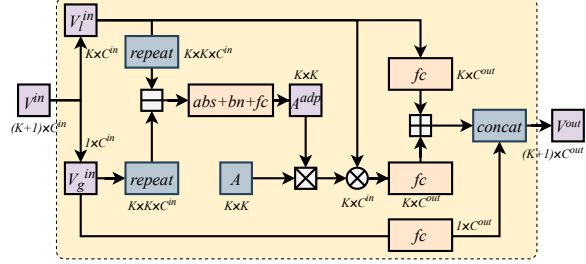 V_l^in
repeat
K×C^in
K×K×C^in
V^in
(K+1)×C^in
1×C^in
abs+bn+fc
K×K
A^adp
fc
K×C^out
concat
V^out
(K+1)×C^out
V_g^in
repeat
K×K×C^in
A
K×K
K×C^in
fc
K×C^out
fc
1×C^out